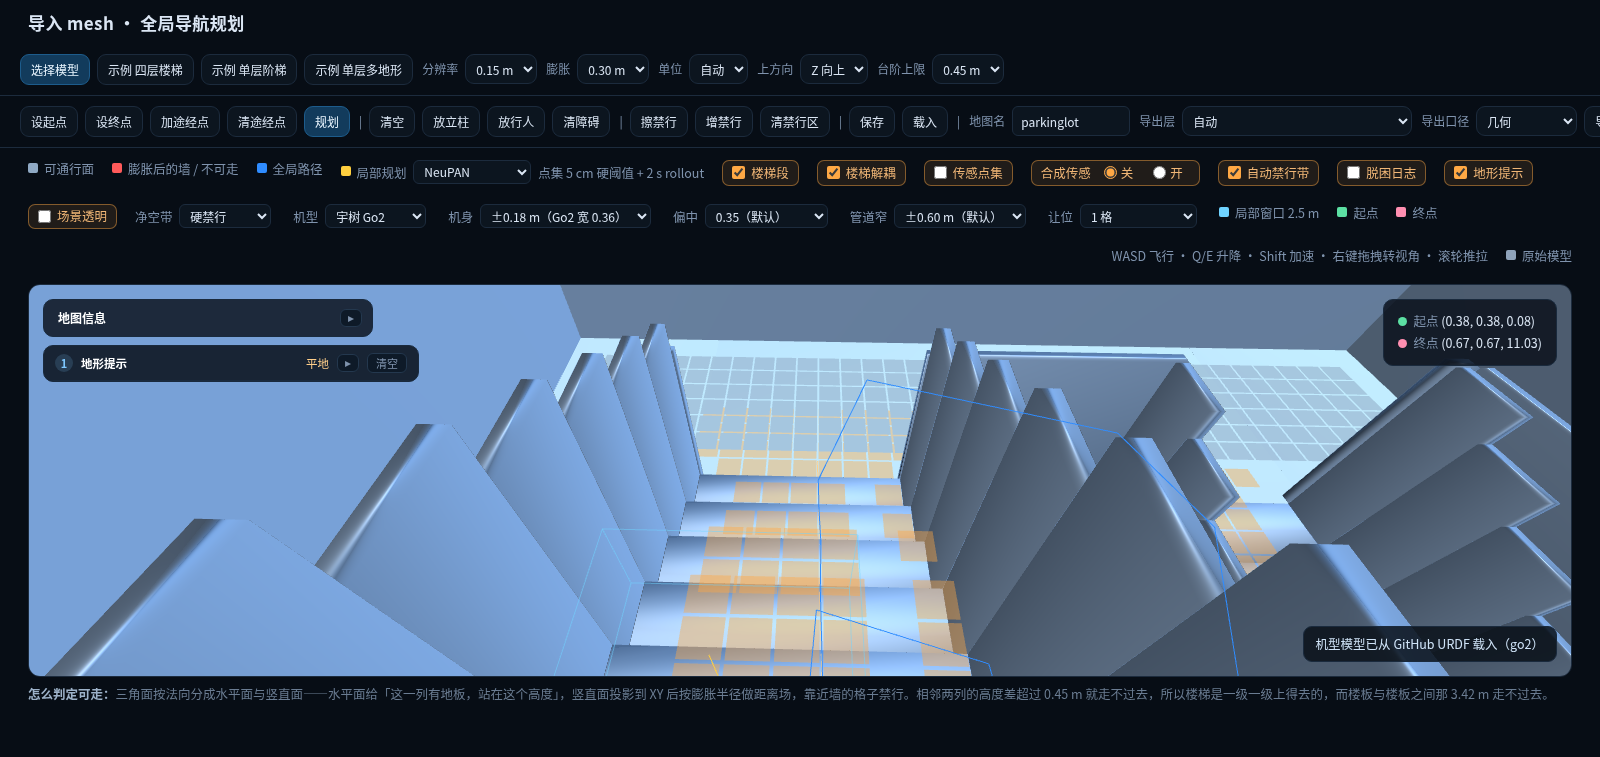 导入 mesh · 全局导航规划
选择模型 示例 四层楼梯 示例 单层阶梯 示例 单层多地形 分辨率 0.15 m 膨胀 0.30 m 单位 自动 上方向 Z 向上 台阶上限 0.45 m
设起点 设终点 加途经点 清途经点 规划 | 清空 放立柱 放行人 清障碍 | 擦禁行 增禁行 清禁行区 | 保存 载入 | 地图名 parkinglot 导出层 自动 导出口径 几何
可通行面 膨胀后的墙 / 不可走 全局路径 局部规划 NeuPAN 点集 5 cm 硬阈值 + 2 s rollout 楼梯段 楼梯解耦 传感点集 合成传感 关 开 自动禁行带 脱困日志 地形提示
场景透明 净空带 硬禁行 机型 宇树 Go2 机身 ±0.18 m（Go2 宽 0.36） 偏中 0.35（默认） 管道窄 ±0.60 m（默认） 让位 1 格 局部窗口 2.5 m 起点 终点
WASD 飞行 · Q/E 升降 · Shift 加速 · 右键拖拽转视角 · 滚轮推拉 原始模型
地图信息
1 地形提示 平地 清空
起点 (0.38, 0.38, 0.08)
终点 (0.67, 0.67, 11.03)
机型模型已从 GitHub URDF 载入（go2）
怎么判定可走：三角面按法向分成水平面与竖直面——水平面给「这一列有地板，站在这个高度」，竖直面投影到 XY 后按膨胀半径做距离场，靠近墙的格子禁行。相邻两列的高度差超过 0.45 m 就走不过去，所以楼梯是一级一级上得去的，而楼板与楼板之间那 3.42 m 走不过去。